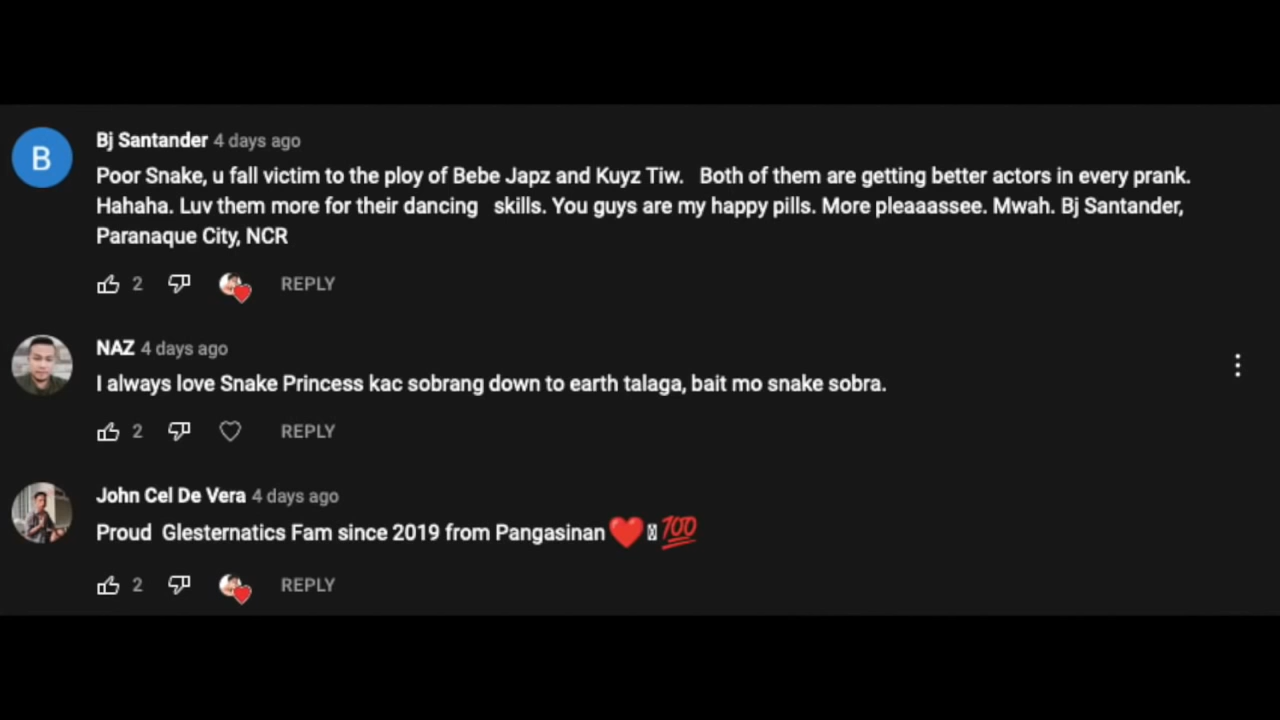 B
Bj Santander 4 days ago
Poor Snake, u fall victim to the ploy of Bebe Japz and Kuyz Tiw. Both of them are getting better actors in every prank.
Hahaha. Luv them more for their dancing skills. You guys are my happy pills. More pleaaassee. Mwah. Bj Santander,
Paranaque City, NCR
2 REPLY
NAZ 4 days ago
I always love Snake Princess kac sobrang down to earth talaga, bait mo snake sobra.
2 REPLY
John Cel De Vera 4 days ago
Proud Glesternatics Fam since 2019 from Pangasinan ❤️ 💯
2 REPLY